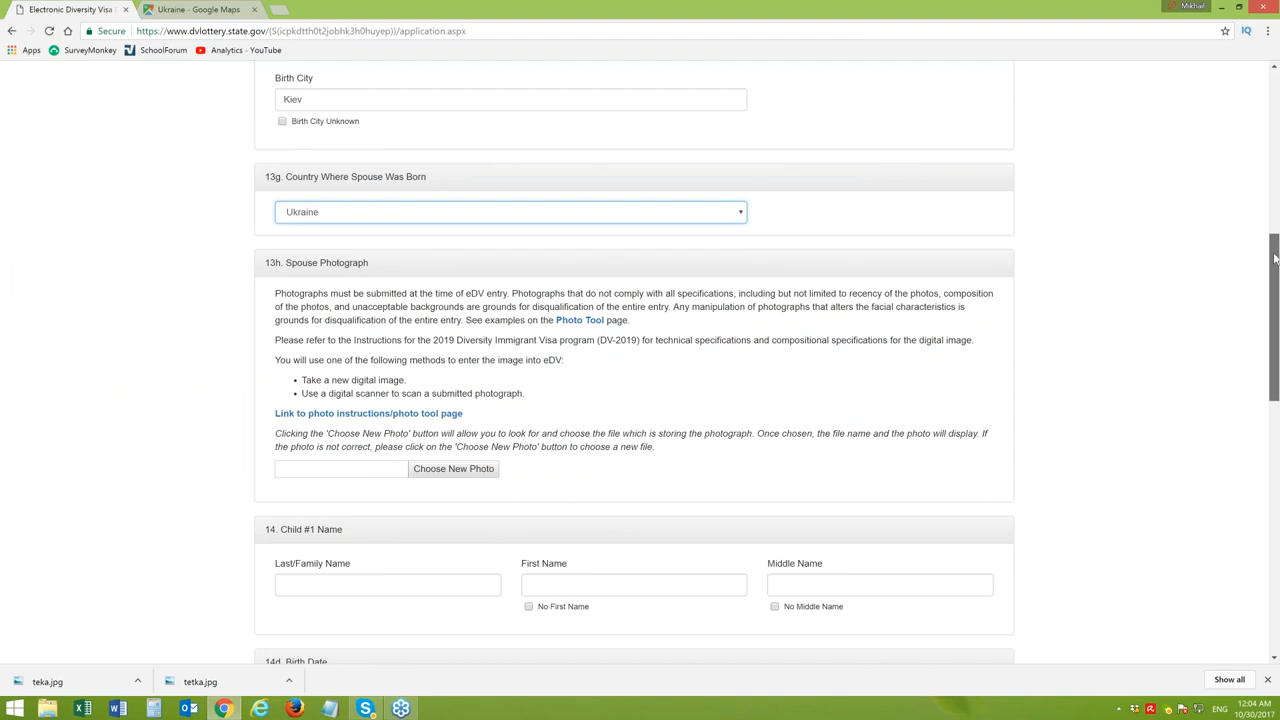 Electronic Diversity Visa
Ukraine - Google Maps
Mikhail
Secure
https://www.dvlottery.state.gov/(S(icpkdtth0t2jobhk3h0huyep))/application.aspx
IQ
Apps
SurveyMonkey
SchoolForum
Analytics - YouTube
Birth City
Kiev
Birth City Unknown
13g. Country Where Spouse Was Born
Ukraine
13h. Spouse Photograph
Photographs must be submitted at the time of eDV entry. Photographs that do not comply with all specifications, including but not limited to recency of the photos, composition
of the photos, and unacceptable backgrounds are grounds for disqualification of the entire entry. Any manipulation of photographs that alters the facial characteristics is
grounds for disqualification of the entire entry. See examples on the Photo Tool page.
Please refer to the Instructions for the 2019 Diversity Immigrant Visa program (DV-2019) for technical specifications and compositional specifications for the digital image.
You will use one of the following methods to enter the image into eDV:
• Take a new digital image.
• Use a digital scanner to scan a submitted photograph.
Link to photo instructions/photo tool page
Clicking the 'Choose New Photo' button will allow you to look for and choose the file which is storing the photograph. Once chosen, the file name and the photo will display. If
the photo is not correct, please click on the 'Choose New Photo' button to choose a new file.
Choose New Photo
14. Child #1 Name
Last/Family Name
First Name
Middle Name
No First Name
No Middle Name
14d. Birth Date
teka.jpg
tetka.jpg
Show all
ENG
12:04 AM
10/30/2017